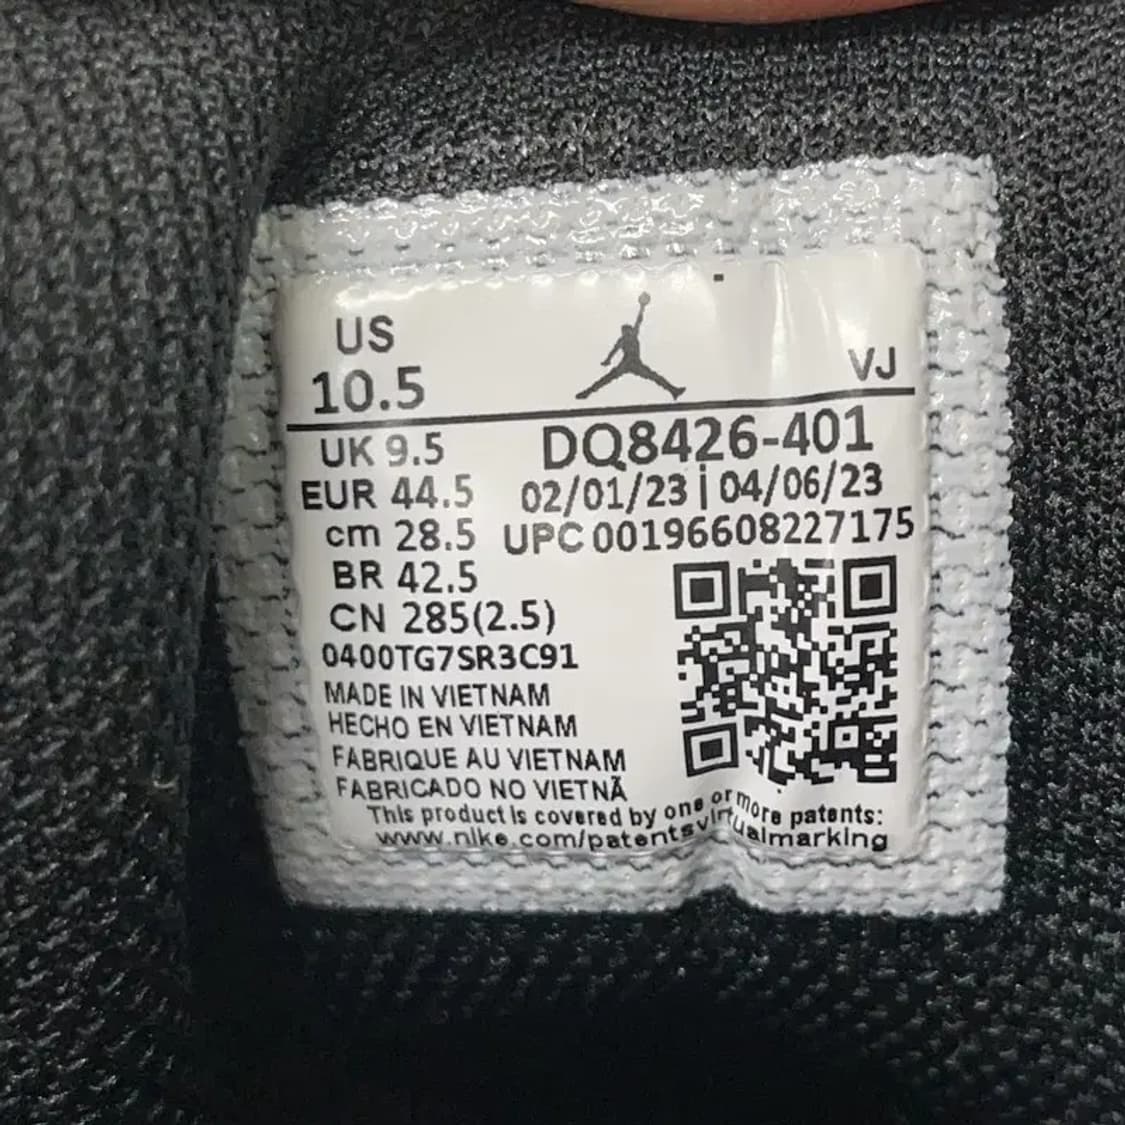 US
10.5
VJ
UK 9.5
EUR 44.5
cm 28.5
BR 42.5
CN 285(2.5)
DQ8426-401
02/01/23 | 04/06/23
UPC 00196608227175
0400TG7SR3C91
MADE IN VIETNAM
HECHO EN VIETNAM
FABRIQUE AU VIETNAM
FABRICADO NO VIETNÃ
This product is covered by one or more patents:
www.nike.com/patentsvirtualmarking